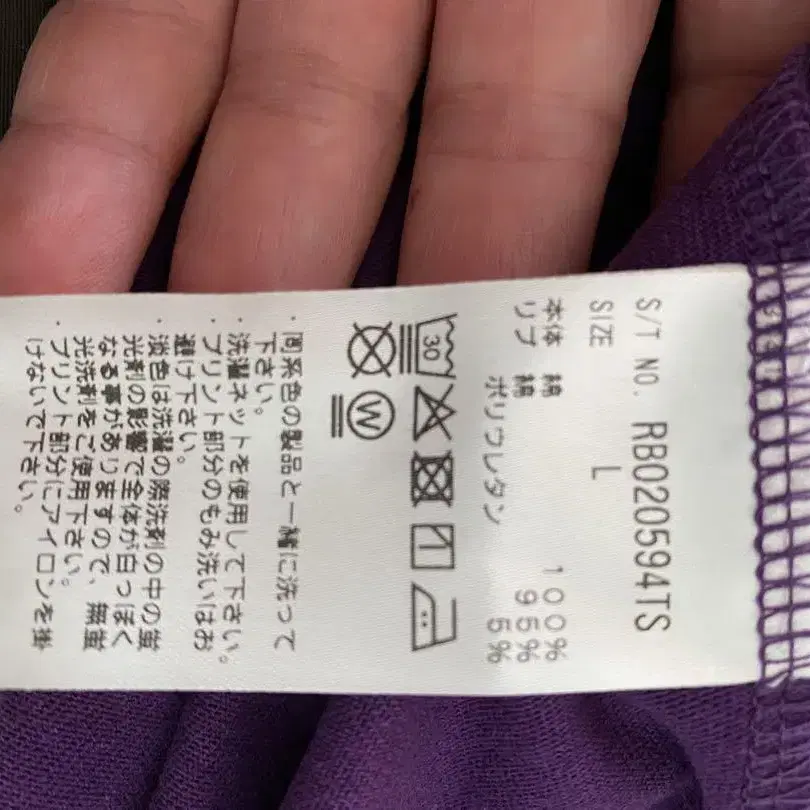 S/T NO. RB020594TS
SIZE L
本体 綿 100%
リブ 綿 95%
ポリウレタン 5%
30
W
・同系色の製品と一緒に洗って
下さい。
・洗濯ネットを使用して下さい。
・プリント部分のもみ洗いはお
避け下さい。
・淡色は洗濯の際洗剤の中の蛍
光剤の影響で全体が白っぽく
なる事がありますので、無蛍
光洗剤をご使用下さい。
・プリント部分にアイロンを掛
けないで下さい。